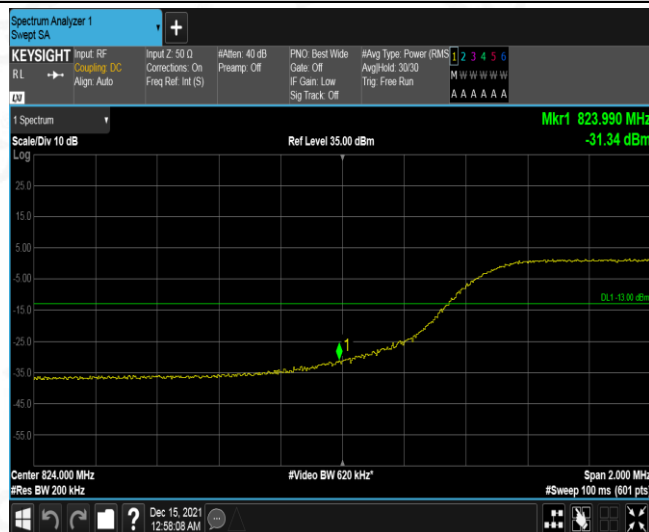 Spectrum Analyzer 1
Swept SA
KEYSIGHT
RL
LXI
Input: RF
Coupling: DC
Align: Auto
Input Z: 50 Ω
Corrections: On
Freq Ref: Int (S)
#Atten: 40 dB
Preamp: Off
PNO: Best Wide
Gate: Off
IF Gain: Low
Sig Track: Off
#Avg Type: Power (RMS
Avg|Hold: 30/30
Trig: Free Run
1 2 3 4 5 6
M W W W W W
A A A A A A
1 Spectrum
Mkr1 823.990 MHz
Scale/Div 10 dB
Ref Level 35.00 dBm
-31.34 dBm
Log
25.0
15.0
5.00
-5.00
DL1 -13.00 dBm
-15.0
-25.0
1
-35.0
-45.0
-55.0
Center 824.000 MHz
#Video BW 620 kHz*
Span 2.000 MHz
#Res BW 200 kHz
#Sweep 100 ms (601 pts)
?
Dec 15, 2021
12:58:08 AM